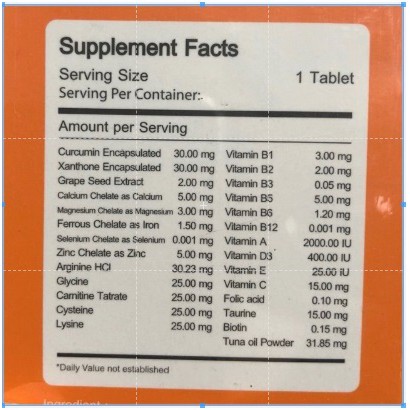 Supplement Facts
Serving Size 1 Tablet
Serving Per Container:
Amount per Serving
Curcumin Encapsulated 30.00 mg Vitamin B1 3.00 mg
Xanthone Encapsulated 30.00 mg Vitamin B2 2.00 mg
Grape Seed Extract 2.00 mg Vitamin B3 0.05 mg
Calcium Chelate as Calcium 5.00 mg Vitamin B5 5.00 mg
Magnesium Chelate as Magnesium 3.00 mg Vitamin B6 1.20 mg
Ferrous Chelate as Iron 1.50 mg Vitamin B12 0.001 mg
Selenium Chelate as Selenium 0.001 mg Vitamin A 2000.00 IU
Zinc Chelate as Zinc 5.00 mg Vitamin D3 400.00 IU
Arginine HCl 30.23 mg Vitamin E 25.00 IU
Glycine 25.00 mg Vitamin C 15.00 mg
Carnitine Tatrate 25.00 mg Folic acid 0.10 mg
Cysteine 25.00 mg Taurine 15.00 mg
Lysine 25.00 mg Biotin 0.15 mg
Tuna oil Powder 31.85 mg
*Daily Value not established